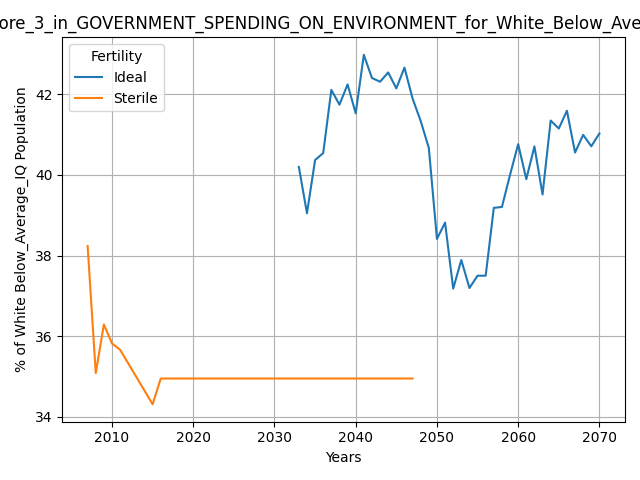 ore_3_in_GOVERNMENT_SPENDING_ON_ENVIRONMENT_for_White_Below_Ave
Fertility
Ideal
Sterile
% of White Below_Average_IQ Population
42
40
38
36
34
2010 2020 2030 2040 2050 2060 2070
Years